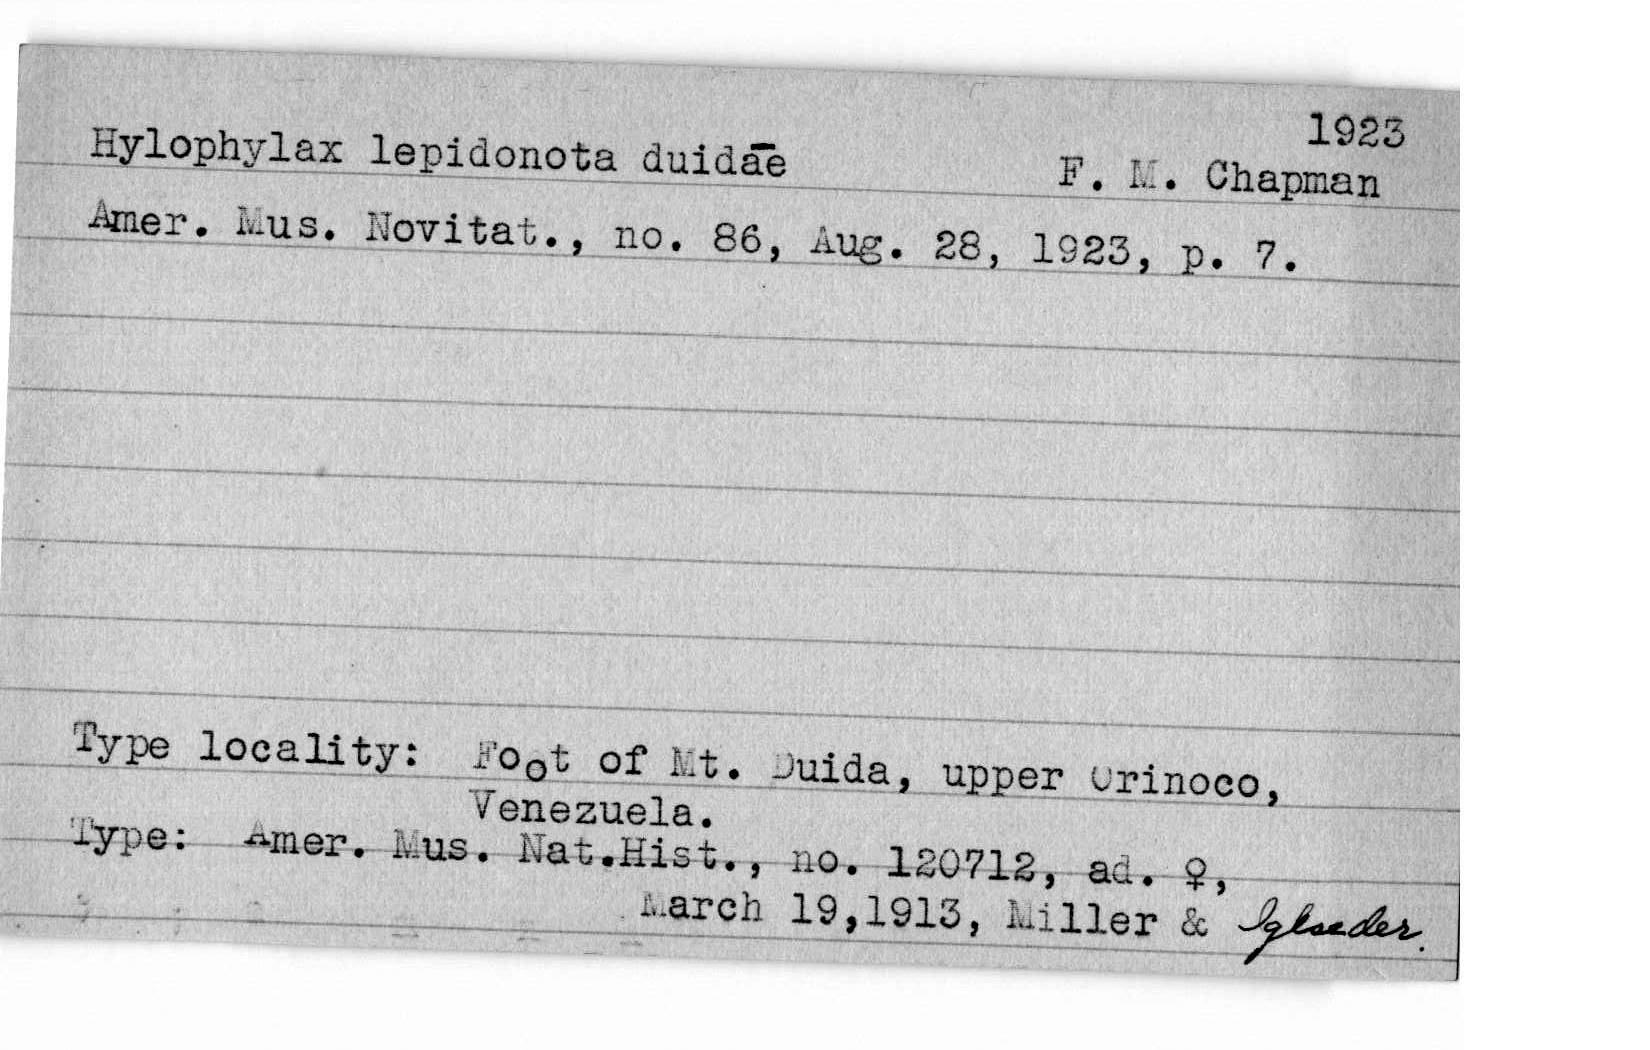 1923
Hylophylax lepidonota duidae F. M. Chapman
Amer. Mus. Novitat., no. 86, Aug. 28, 1923, p. 7.
Type locality: Foot of Mt. Duida, upper Orinoco,
Venezuela.
Type: Amer. Mus. Nat.Hist., no. 120712, ad. ♀,
March 19,1913, Miller & Iglseder.